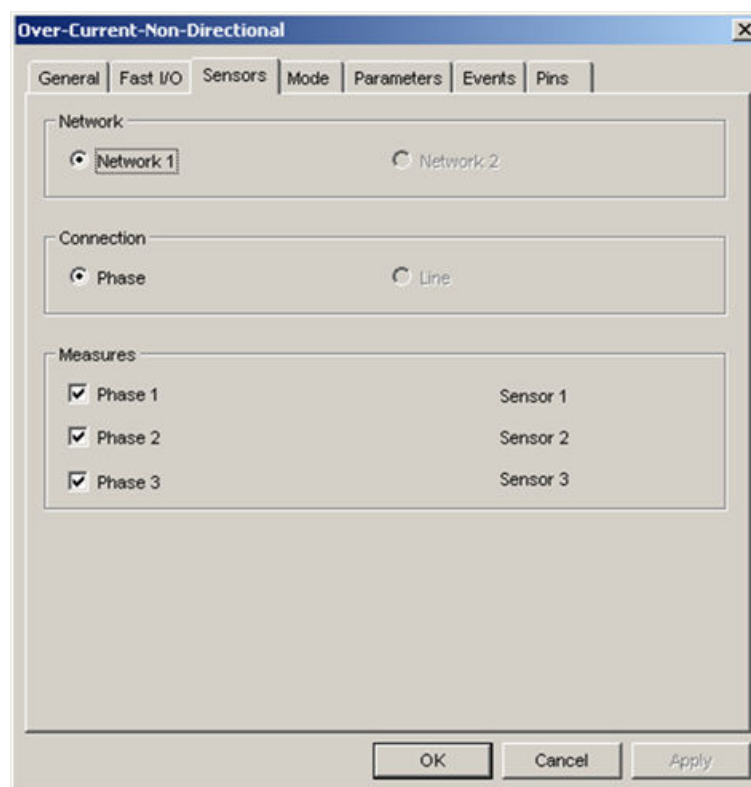 Over-Current-Non-Directional
General Fast I/O Sensors Mode Parameters Events Pins
Network
Network 1 Network 2
Connection
Phase Line
Measures
Phase 1 Sensor 1
Phase 2 Sensor 2
Phase 3 Sensor 3
OK Cancel Apply